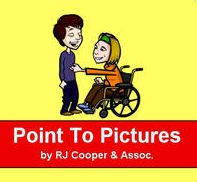 Point To Pictures
by RJ Cooper & Assoc.